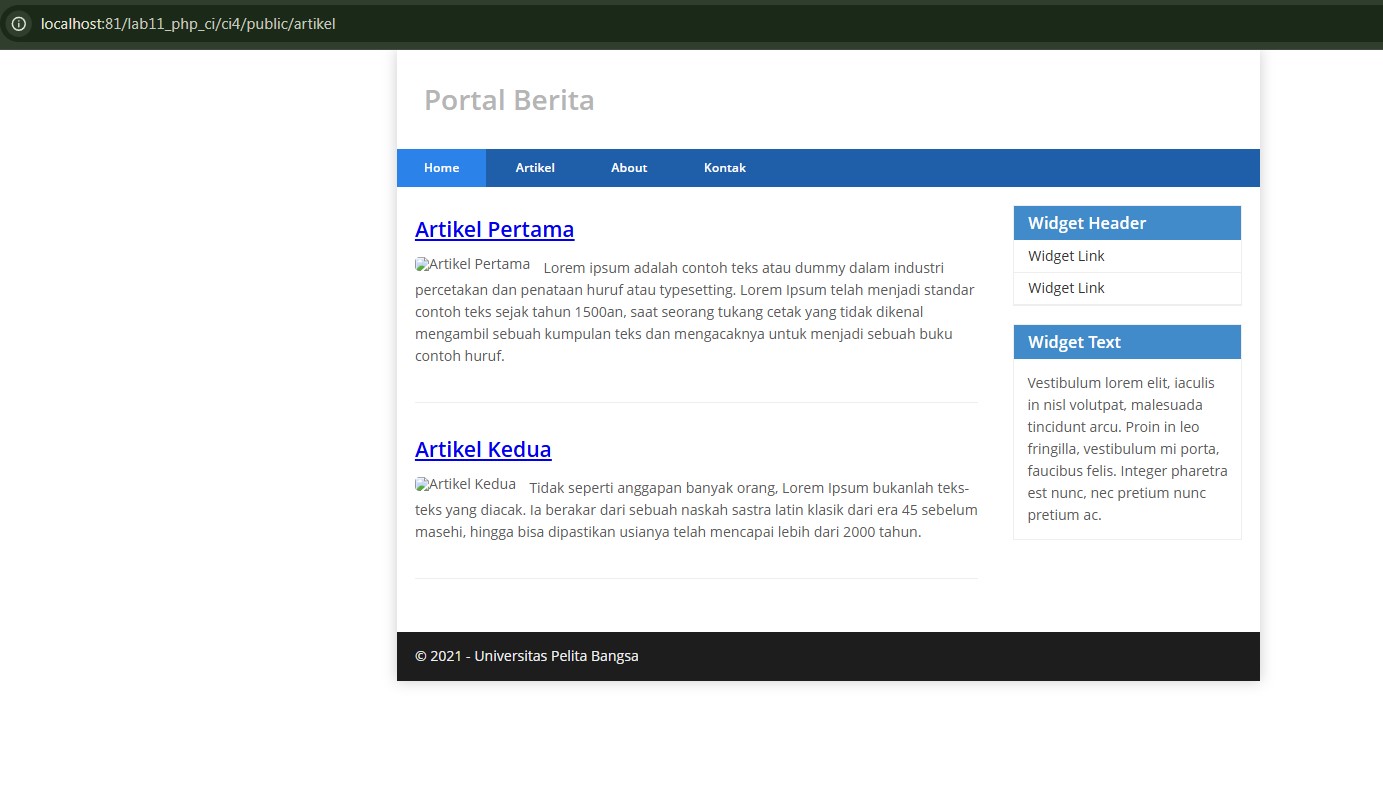 localhost:81/lab11_php_ci/ci4/public/artikel
Portal Berita
Home Artikel About Kontak
Artikel Pertama
Artikel Pertama Lorem ipsum adalah contoh teks atau dummy dalam industri
percetakan dan penataan huruf atau typesetting. Lorem Ipsum telah menjadi standar
contoh teks sejak tahun 1500an, saat seorang tukang cetak yang tidak dikenal
mengambil sebuah kumpulan teks dan mengacaknya untuk menjadi sebuah buku
contoh huruf.
Artikel Kedua
Artikel Kedua Tidak seperti anggapan banyak orang, Lorem Ipsum bukanlah teks-
teks yang diacak. Ia berakar dari sebuah naskah sastra latin klasik dari era 45 sebelum
masehi, hingga bisa dipastikan usianya telah mencapai lebih dari 2000 tahun.
Widget Header
Widget Link
Widget Link
Widget Text
Vestibulum lorem elit, iaculis
in nisl volutpat, malesuada
tincidunt arcu. Proin in leo
fringilla, vestibulum mi porta,
faucibus felis. Integer pharetra
est nunc, nec pretium nunc
pretium ac.
© 2021 - Universitas Pelita Bangsa